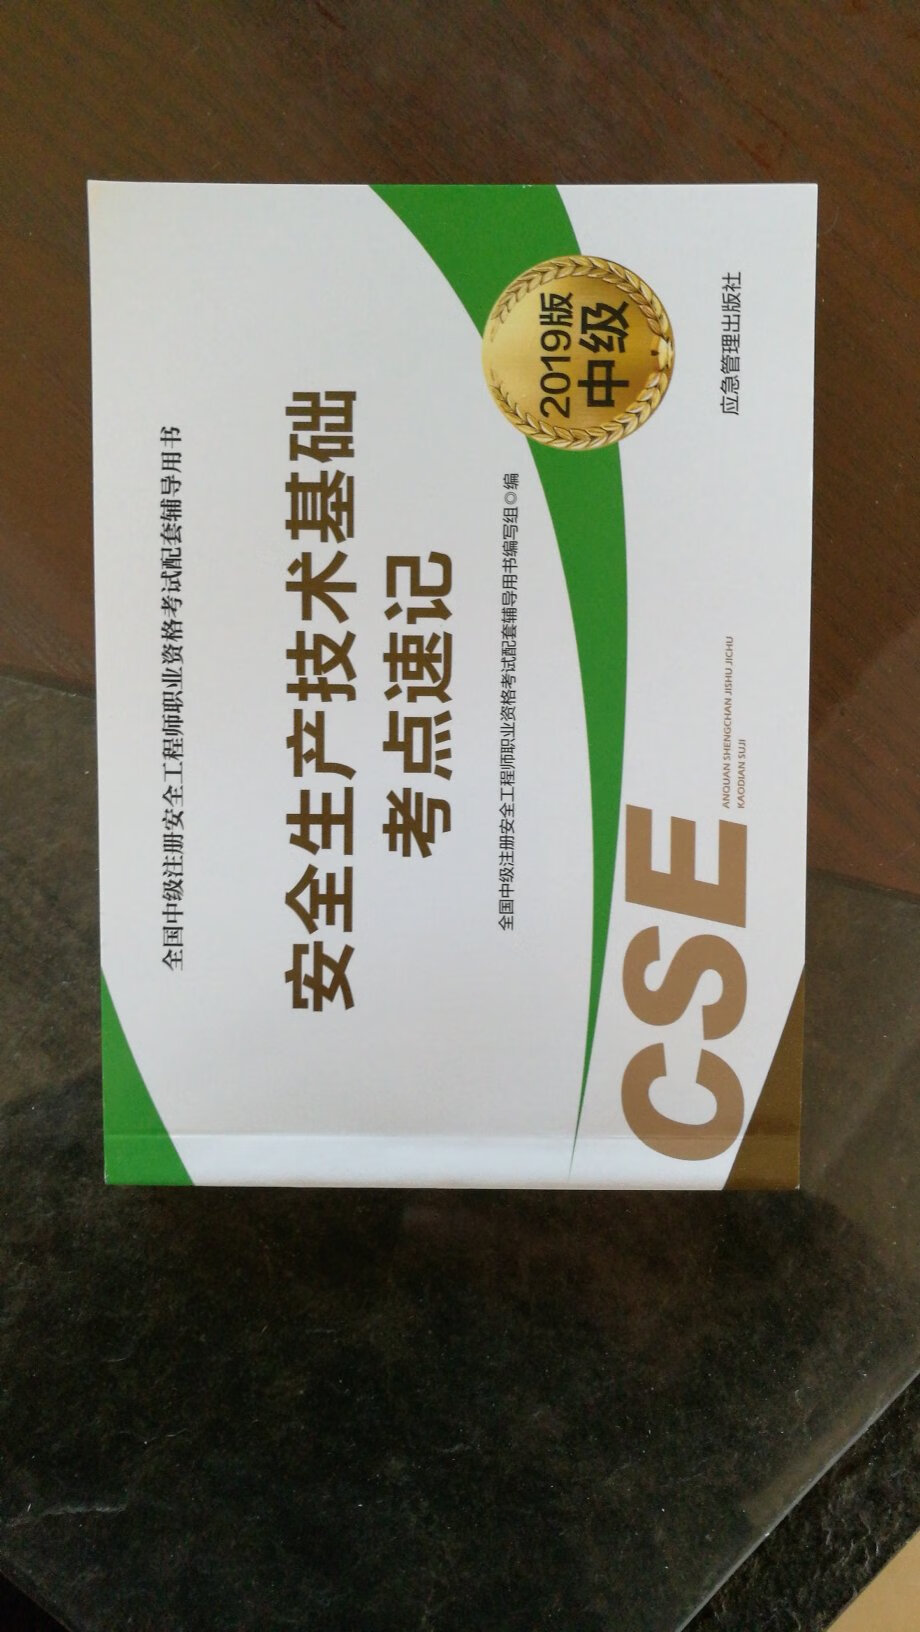 全国中级注册安全工程师职业资格考试配套辅导用书
安全生产技术基础
考点速记
全国中级注册安全工程师职业资格考试配套辅导用书编写组◎编
2019版
中级
CSE
ANQUAN SHENGCHAN JISHU JICHU
KAODIAN SUJI
应急管理出版社